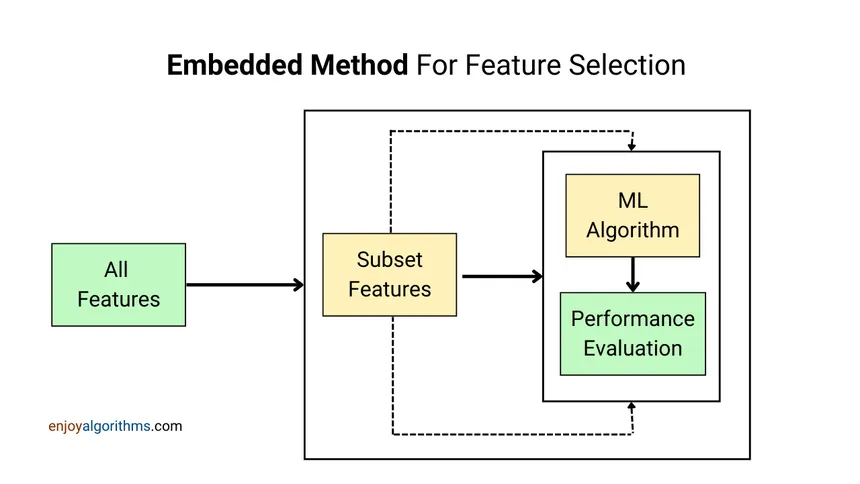 Embedded Method For Feature Selection
All
Features
Subset
Features
ML
Algorithm
Performance
Evaluation
enjoyalgorithms.com